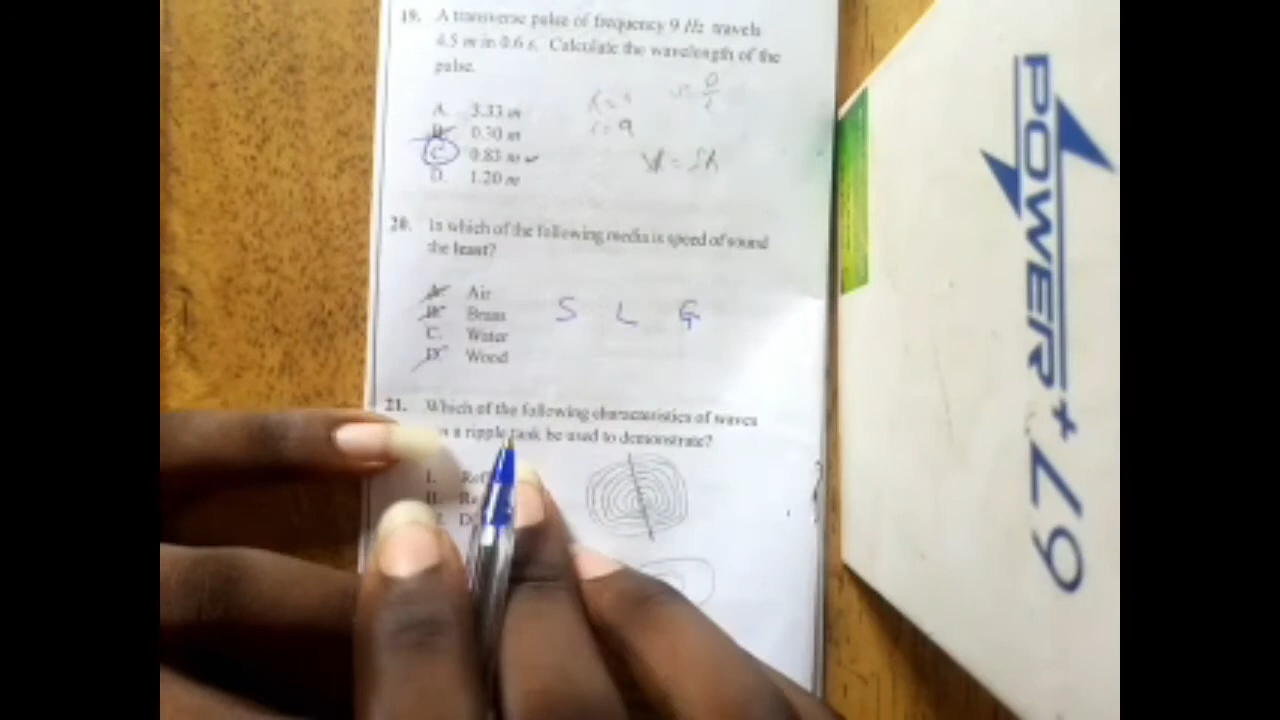 19. A transverse pulse of frequency 9 Hz travels
4.5 m in 0.6 s. Calculate the wavelength of the
pulse.
A. 3.33 m
B. 0.30 m
C. 0.83 m
D. 1.20 m
20. In which of the following media is speed of sound
the least?
A. Air
B. Brass
C. Water
D. Wood
S L G
21. Which of the following characteristics of waves
a ripple tank be used to demonstrate?
I.
II.
POWER+ L9